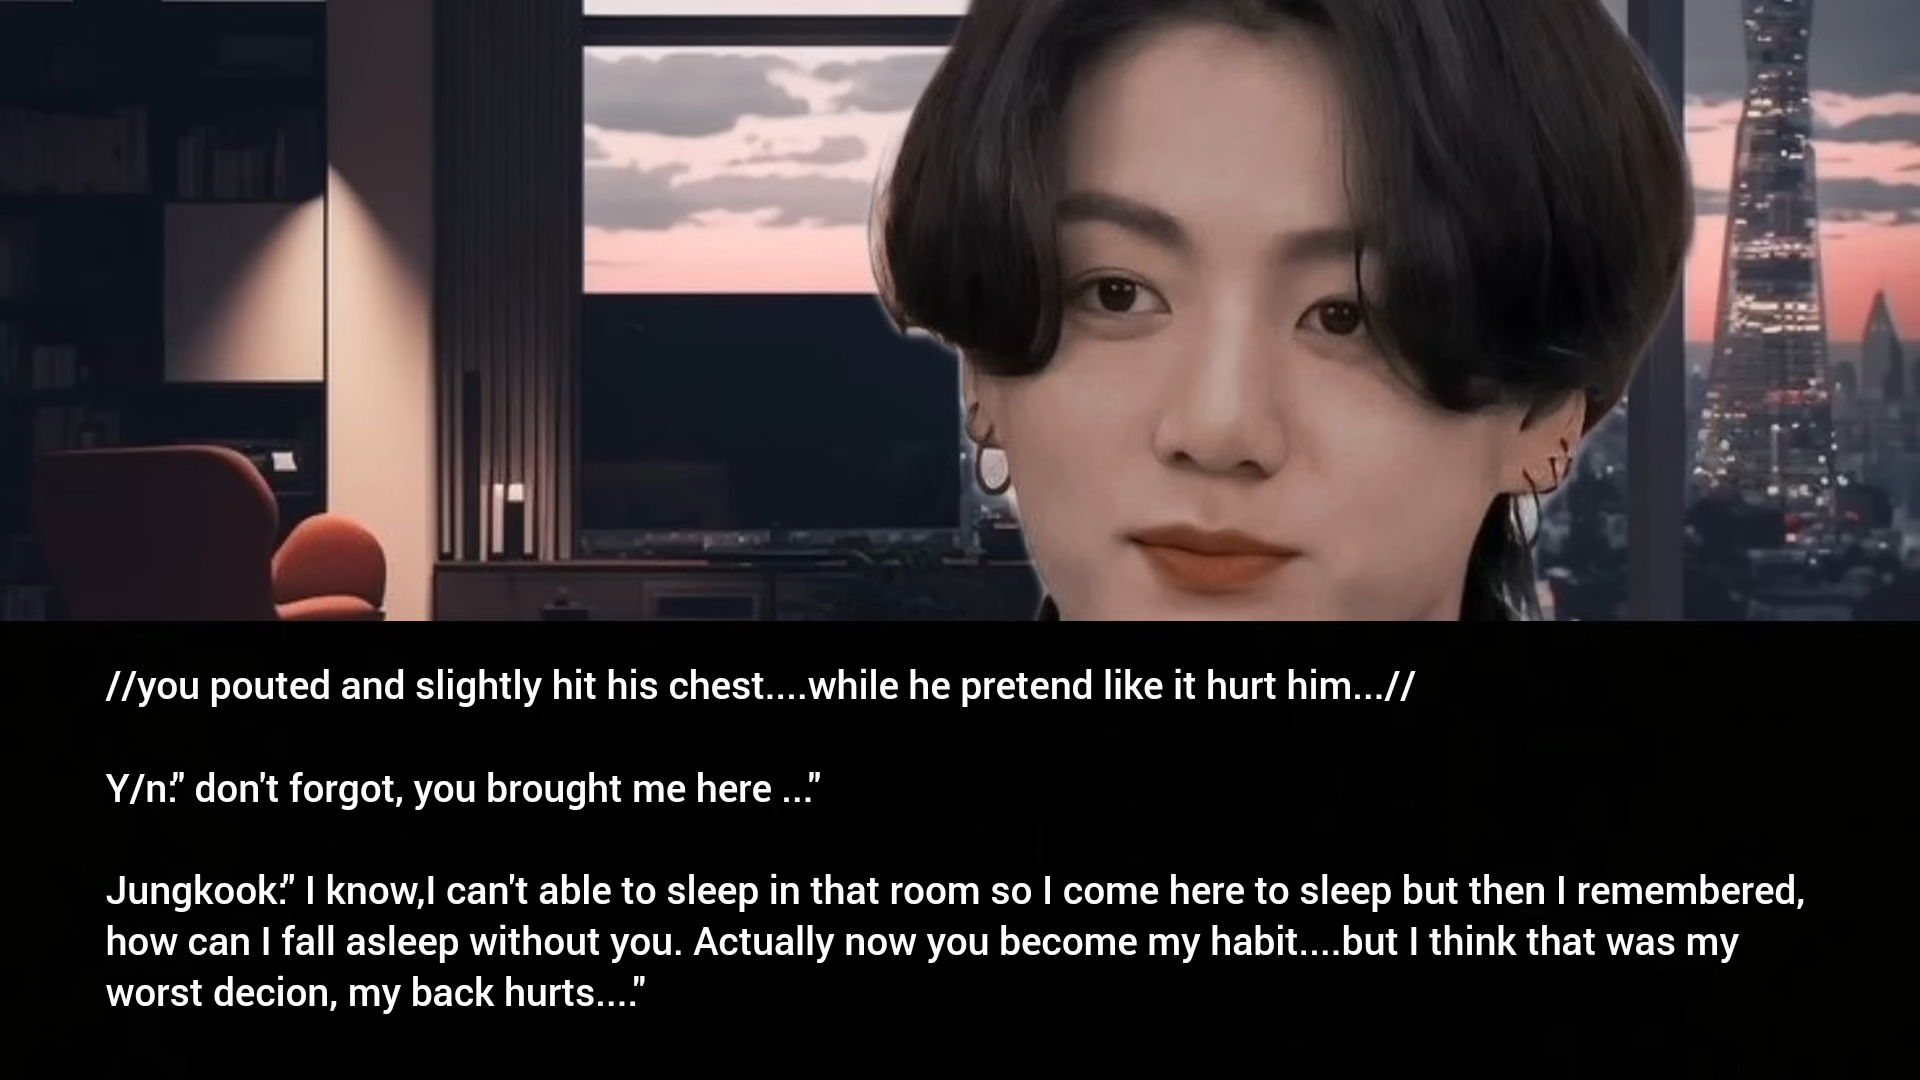 //you pouted and slightly hit his chest....while he pretend like it hurt him...//
Y/n:" don't forgot, you brought me here ..."
Jungkook:" I know,I can't able to sleep in that room so I come here to sleep but then I remembered,
how can I fall asleep without you. Actually now you become my habit....but I think that was my
worst decion, my back hurts...."